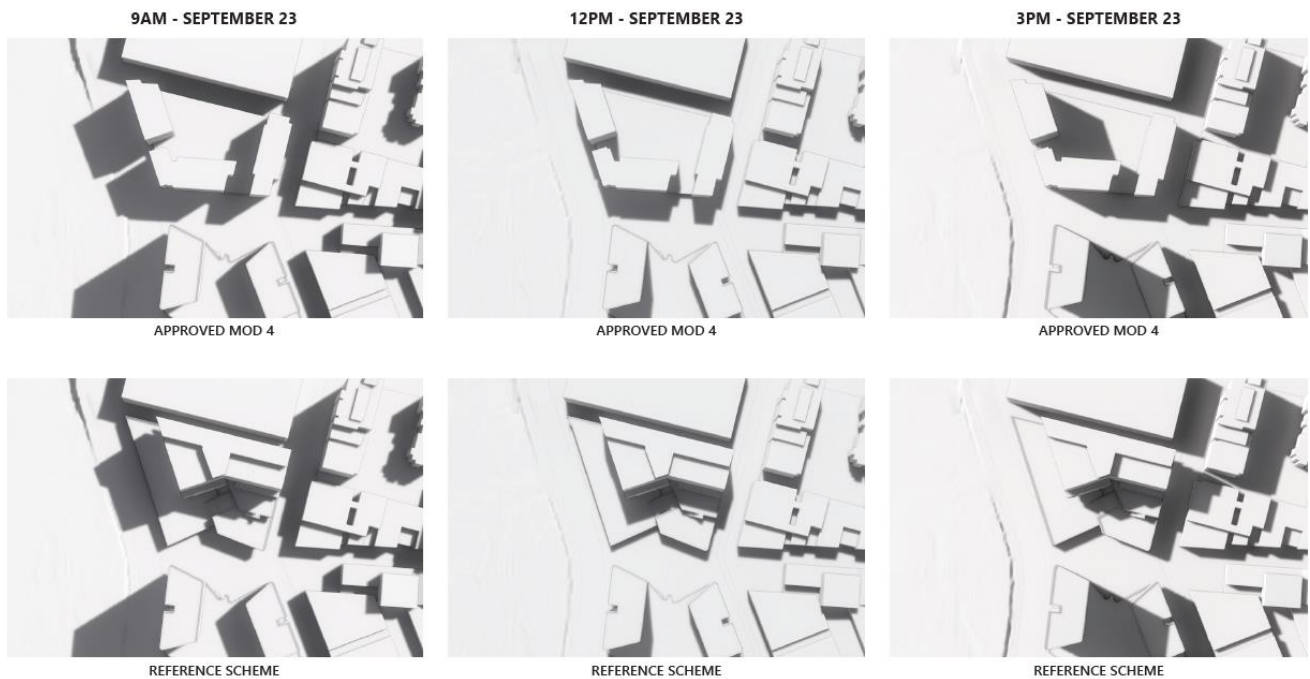 9AM - SEPTEMBER 23
12PM - SEPTEMBER 23
3PM - SEPTEMBER 23
APPROVED MOD 4
APPROVED MOD 4
APPROVED MOD 4
REFERENCE SCHEME
REFERENCE SCHEME
REFERENCE SCHEME